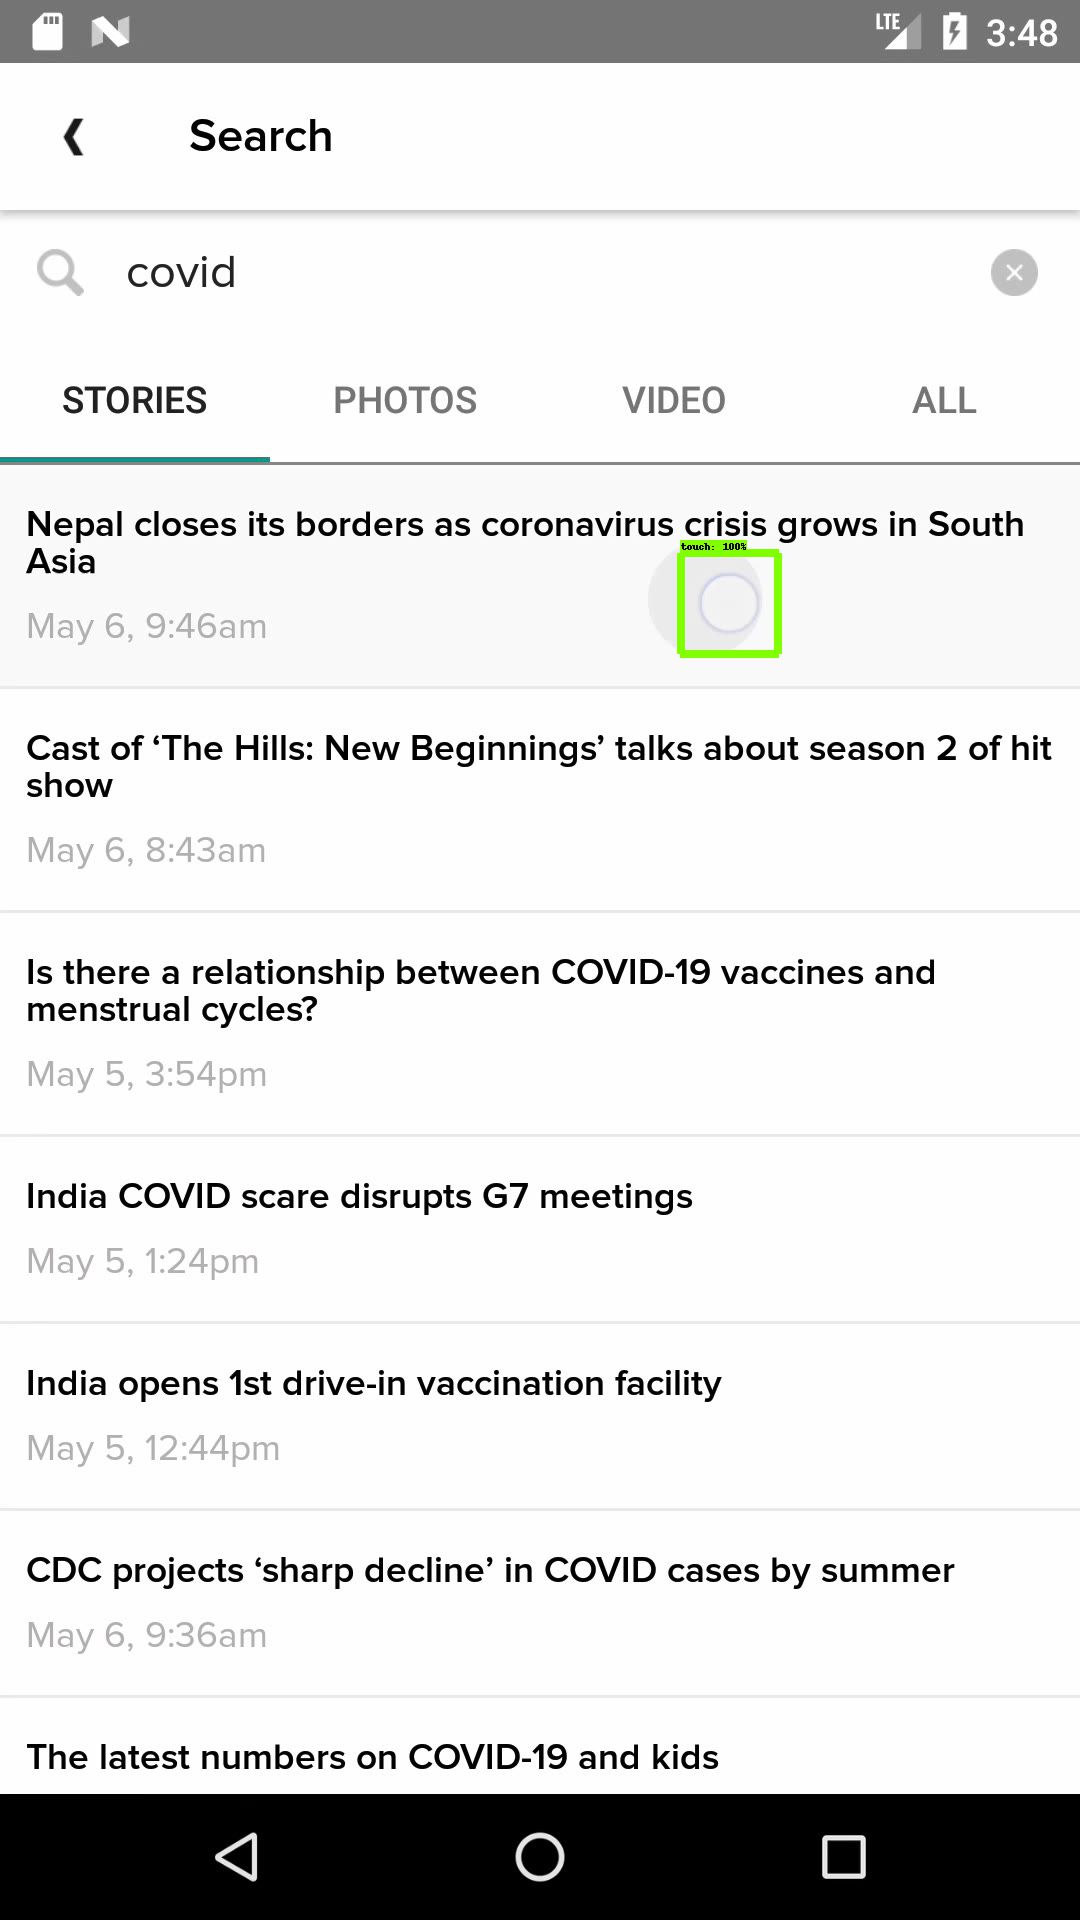 LTE 3:48
Search
covid
STORIES PHOTOS VIDEO ALL
Nepal closes its borders as coronavirus crisis grows in South
Asia
touch: 100%
May 6, 9:46am
Cast of ‘The Hills: New Beginnings’ talks about season 2 of hit
show
May 6, 8:43am
Is there a relationship between COVID-19 vaccines and
menstrual cycles?
May 5, 3:54pm
India COVID scare disrupts G7 meetings
May 5, 1:24pm
India opens 1st drive-in vaccination facility
May 5, 12:44pm
CDC projects ‘sharp decline’ in COVID cases by summer
May 6, 9:36am
The latest numbers on COVID-19 and kids